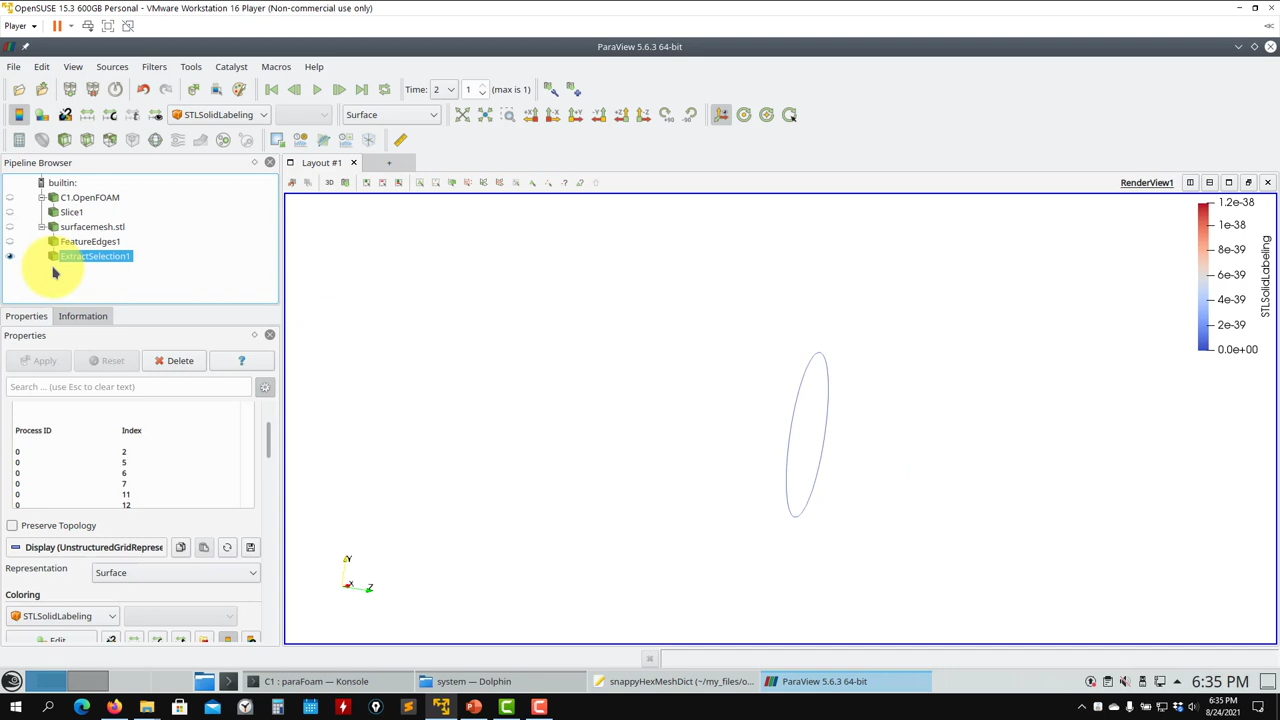 OpenSUSE 15.3 600GB Personal - VMware Workstation 16 Player (Non-commercial use only)
Player
ParaView 5.6.3 64-bit
File Edit View Sources Filters Tools Catalyst Macros Help
Time: 2 1 (max is 1)
STLSolidLabeling Surface
+X -X +Y -Y +Z -Z +90 -90
Pipeline Browser
Layout #1 +
builtin:
3D RenderView1
C1.OpenFOAM
Slice1
surfacemesh.stl
FeatureEdges1
ExtractSelection1
1.2e-38
1e-38
8e-39
6e-39
4e-39
2e-39
0.0e+00
STLSolidLabeling
Properties Information
Properties
Apply Reset Delete ?
Search ... (use Esc to clear text)
Process ID Index
0 2
0 5
0 6
0 7
0 11
0 12
Preserve Topology
Display (UnstructuredGridReprese
Representation Surface
Coloring
STLSolidLabeling
Edit
Y
X Z
C1 : paraFoam — Konsole system — Dolphin snappyHexMeshDict (~/my_files/o... ParaView 5.6.3 64-bit 6:35 PM
6:35 PM
8/24/2021